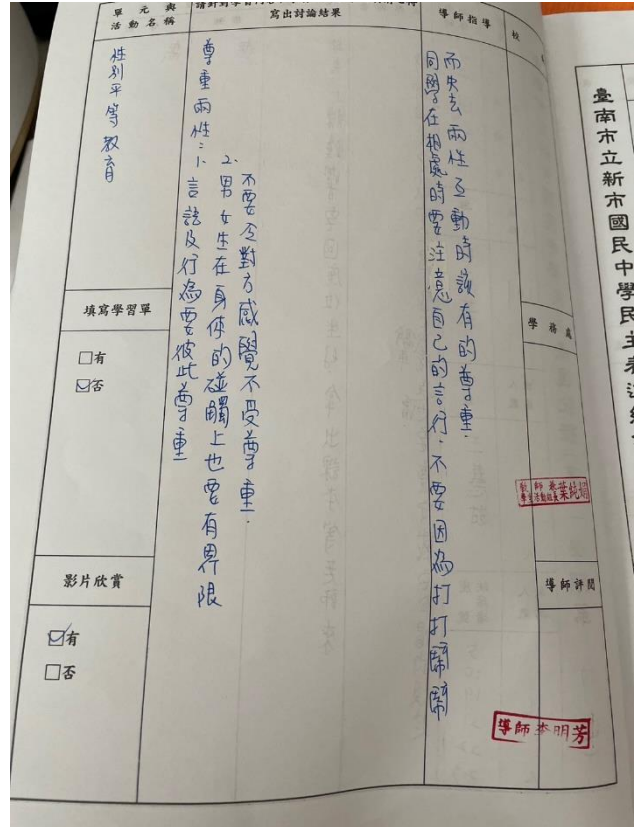 單元與
活動名稱
性別平等教育
填寫學習單
□有
☑否
影片欣賞
☑有
□否
寫出討論結果
尊重兩性:1.言語及行為要彼此尊重
2.男女生在身体的碰觸上也要有界限
不要令對方感覺不受尊重.
導師指導
同學在相處時要注意自己的言行.不要因為打打鬧鬧
而失去兩性互動時該有的尊重.
校
學務處
導師評閱
導師李明芳
臺南市立新市國民中學民主